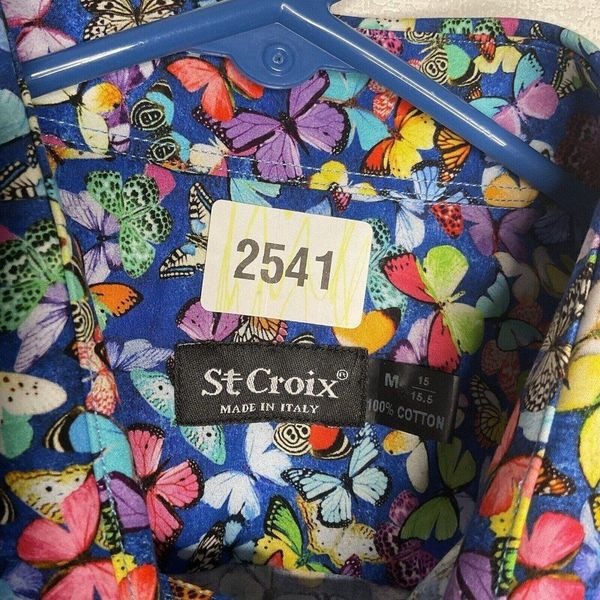 2541
St Croix®
MADE IN ITALY
M 15
15.5
100% COTTON